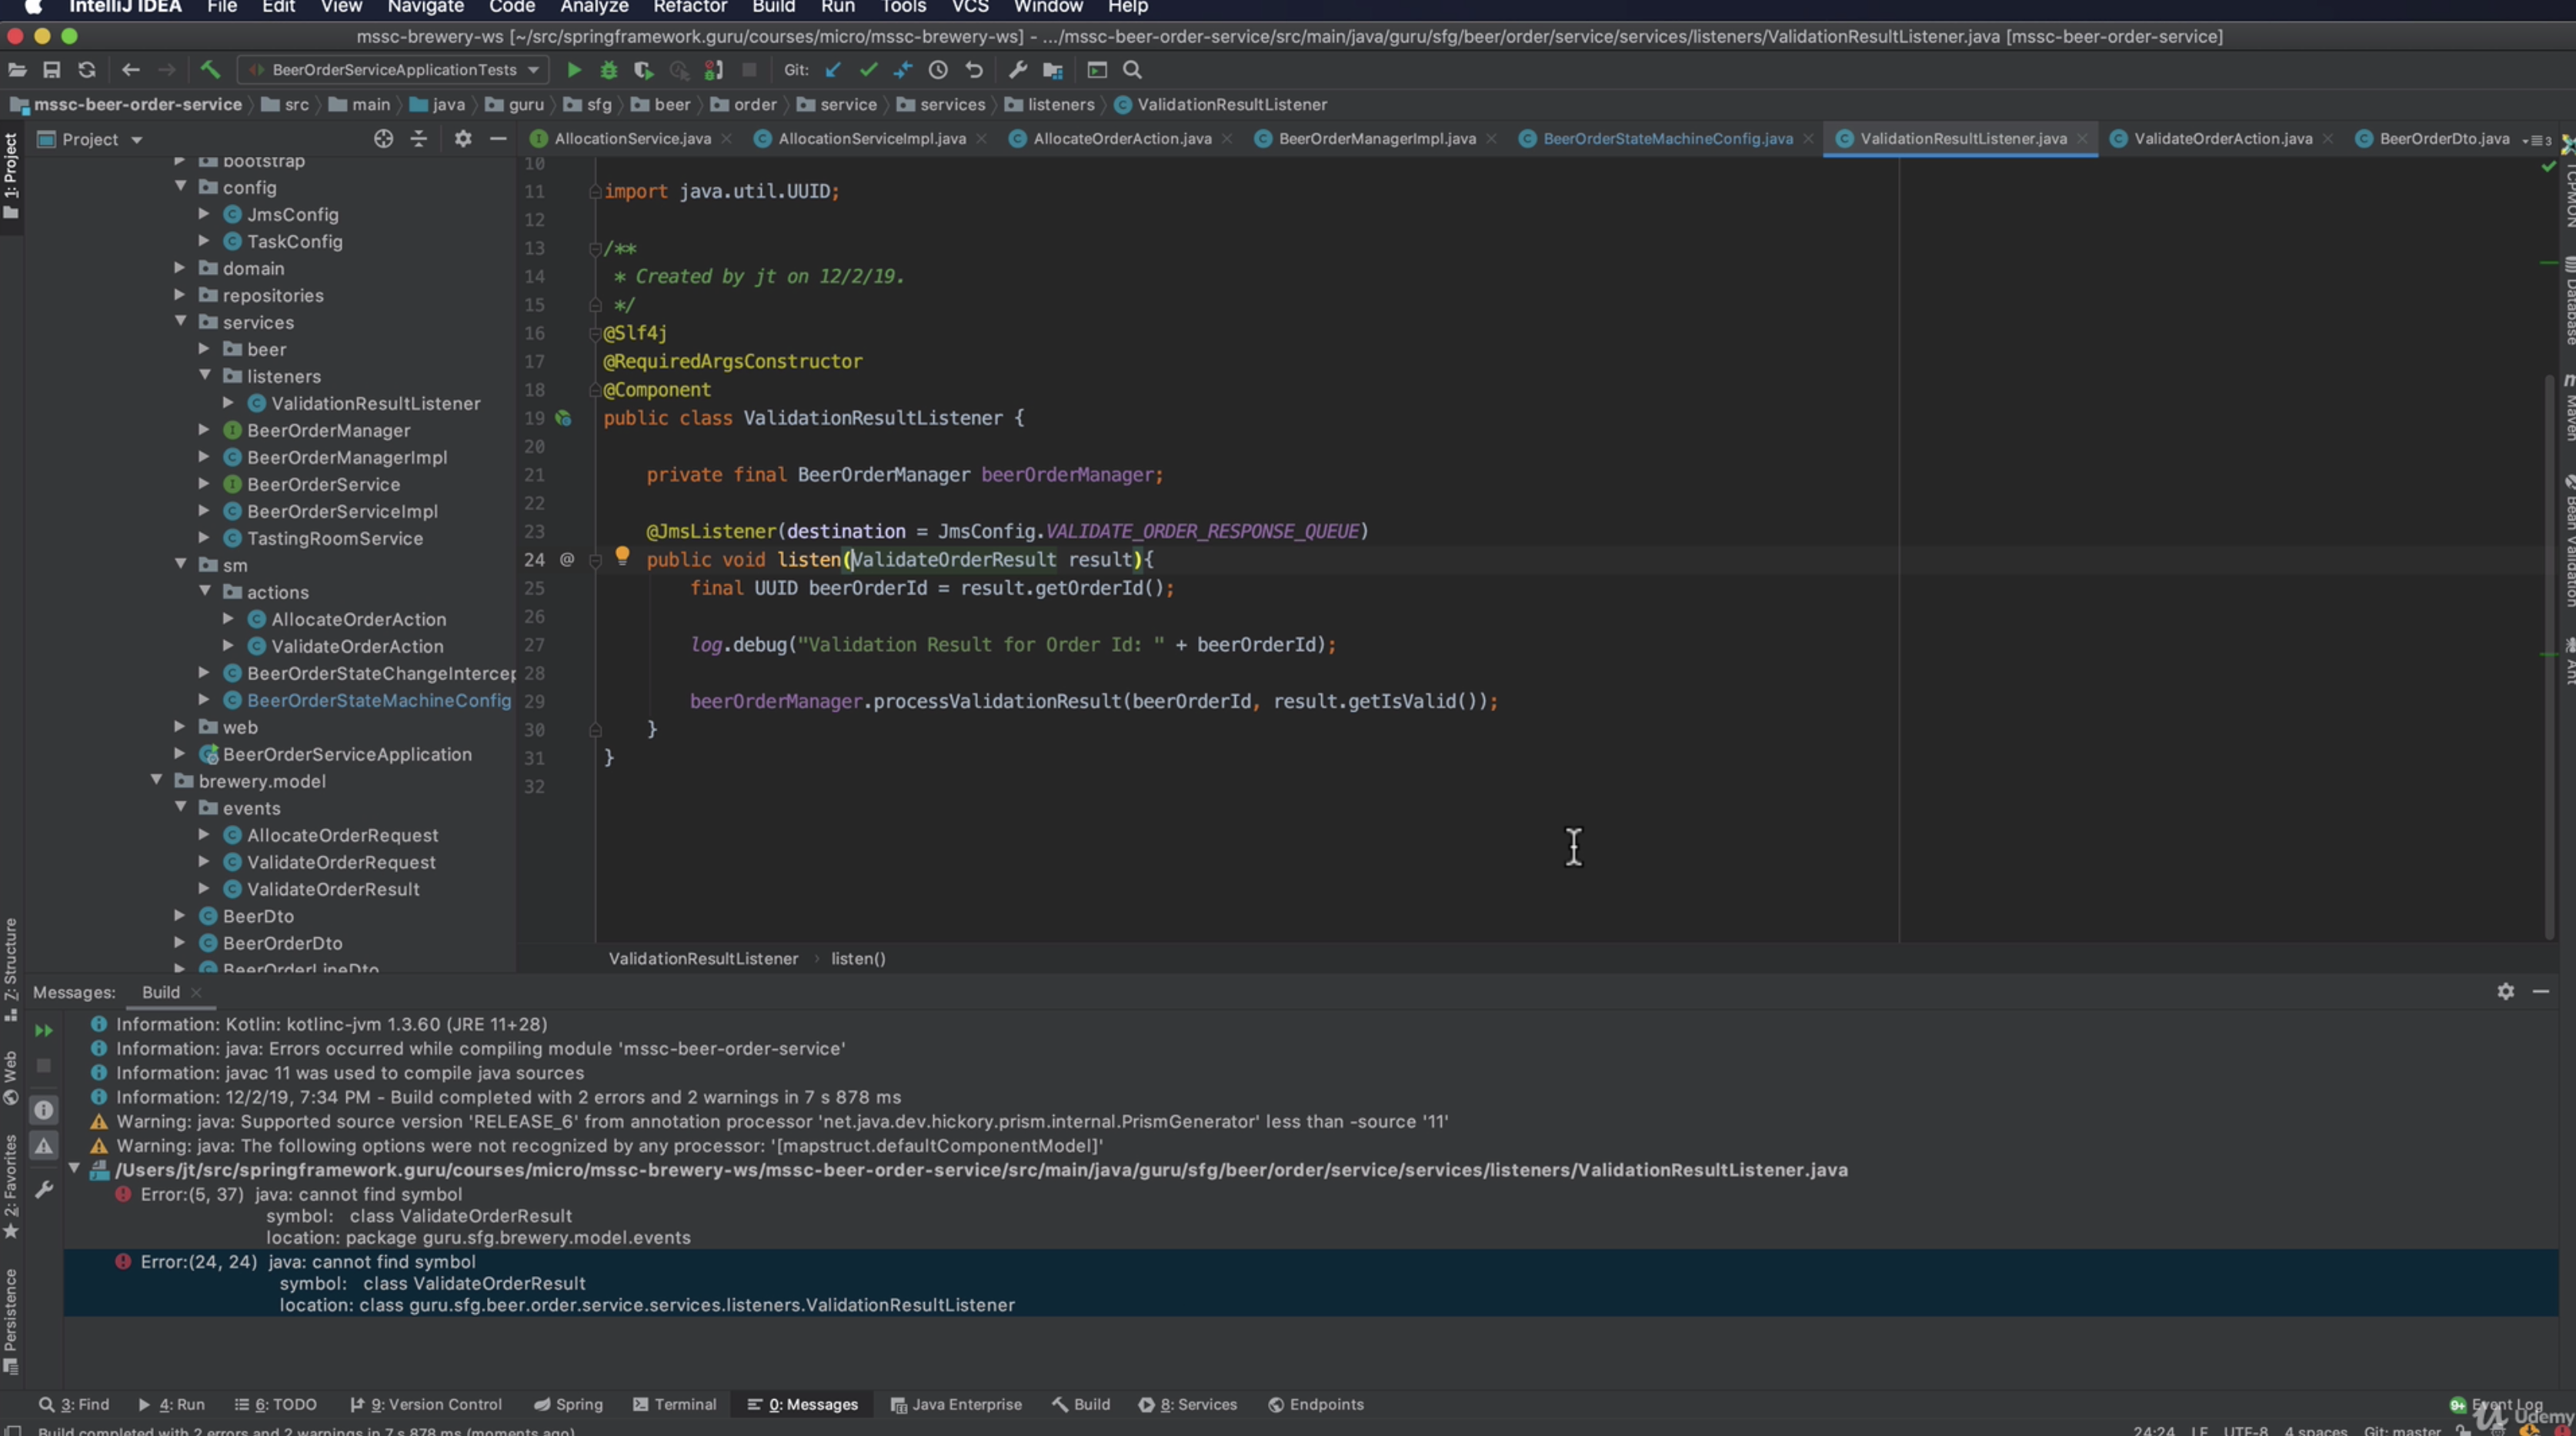 IntelliJ IDEA File Edit View Navigate Code Analyze Refactor Build Run Tools VCS Window Help
mssc-brewery-ws [~/src/springframework.guru/courses/micro/mssc-brewery-ws] - .../mssc-beer-order-service/src/main/java/guru/sfg/beer/order/service/services/listeners/ValidationResultListener.java [mssc-beer-order-service]
BeerOrderServiceApplicationTests Git:
mssc-beer-order-service src main java guru sfg beer order service services listeners ValidationResultListener
Project
AllocationService.java AllocationServiceImpl.java AllocateOrderAction.java BeerOrderManagerImpl.java BeerOrderStateMachineConfig.java ValidationResultListener.java ValidateOrderAction.java BeerOrderDto.java 3
1: Project
Z: Structure
Web
2: Favorites
Persistence
bootstrap
config
JmsConfig
TaskConfig
domain
repositories
services
beer
listeners
ValidationResultListener
BeerOrderManager
BeerOrderManagerImpl
BeerOrderService
BeerOrderServiceImpl
TastingRoomService
sm
actions
AllocateOrderAction
ValidateOrderAction
BeerOrderStateChangeIntercep
BeerOrderStateMachineConfig
web
BeerOrderServiceApplication
brewery.model
events
AllocateOrderRequest
ValidateOrderRequest
ValidateOrderResult
BeerDto
BeerOrderDto
BeerOrderLineDto
10
11 import java.util.UUID;
12
13 /**
14 * Created by jt on 12/2/19.
15 */
16 @Slf4j
17 @RequiredArgsConstructor
18 @Component
19 public class ValidationResultListener {
20
21 private final BeerOrderManager beerOrderManager;
22
23 @JmsListener(destination = JmsConfig.VALIDATE_ORDER_RESPONSE_QUEUE)
24 @ public void listen(ValidateOrderResult result){
25 final UUID beerOrderId = result.getOrderId();
26
27 log.debug("Validation Result for Order Id: " + beerOrderId);
28
29 beerOrderManager.processValidationResult(beerOrderId, result.getIsValid());
30 }
31 }
32
ValidationResultListener › listen()
TCPMON
Database
Maven
Bean Validation
Ant
Messages: Build
Information: Kotlin: kotlinc-jvm 1.3.60 (JRE 11+28)
Information: java: Errors occurred while compiling module 'mssc-beer-order-service'
Information: javac 11 was used to compile java sources
Information: 12/2/19, 7:34 PM - Build completed with 2 errors and 2 warnings in 7 s 878 ms
Warning: java: Supported source version 'RELEASE_6' from annotation processor 'net.java.dev.hickory.prism.internal.PrismGenerator' less than -source '11'
Warning: java: The following options were not recognized by any processor: '[mapstruct.defaultComponentModel]'
/Users/jt/src/springframework.guru/courses/micro/mssc-brewery-ws/mssc-beer-order-service/src/main/java/guru/sfg/beer/order/service/services/listeners/ValidationResultListener.java
Error:(5, 37) java: cannot find symbol
symbol: class ValidateOrderResult
location: package guru.sfg.brewery.model.events
Error:(24, 24) java: cannot find symbol
symbol: class ValidateOrderResult
location: class guru.sfg.beer.order.service.services.listeners.ValidationResultListener
3: Find 4: Run 6: TODO 9: Version Control Spring Terminal 0: Messages Java Enterprise Build 8: Services Endpoints 9+ Event Log
Build completed with 2 errors and 2 warnings in 7 s 878 ms (moments ago) 24:24 LF UTF-8 4 spaces Git: master
Udemy